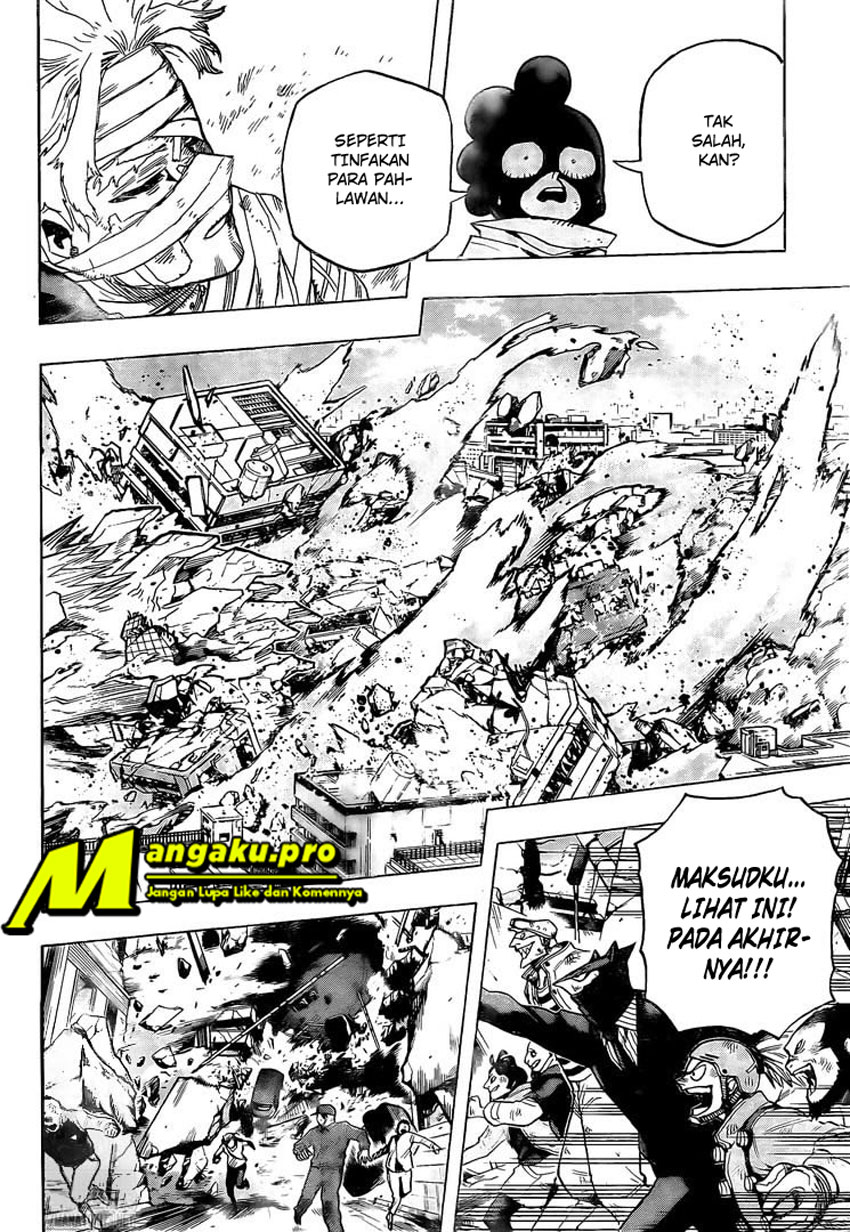 TAK
SALAH,
KAN?
SEPERTI
TINFAKAN
PARA PAH-
LAWAN...
MAKSUDKU...
LIHAT INI!
PADA AKHIR-
NYA!!!
Mangaku.pro
Jangan Lupa Like dan Komennya